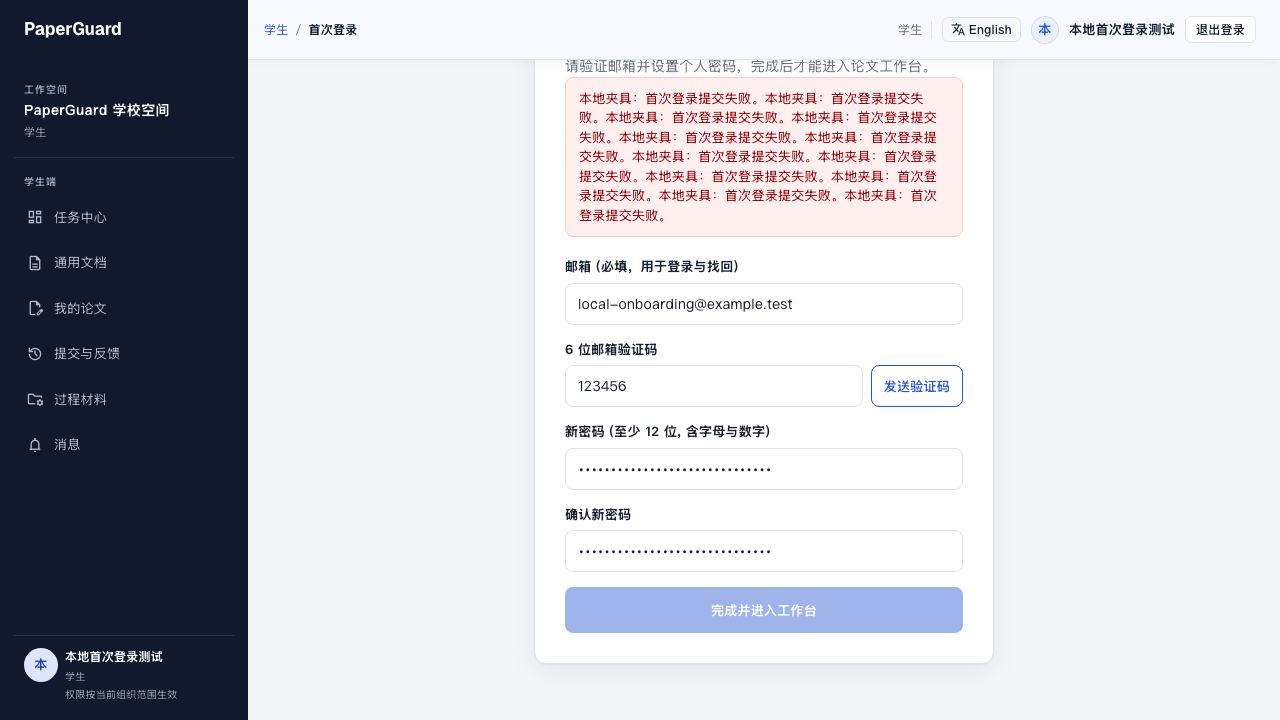 PaperGuard
工作空间
PaperGuard 学校空间
学生
学生端
任务中心
通用文档
我的论文
提交与反馈
过程材料
消息
本
本地首次登录测试
学生
权限按当前组织范围生效
学生 / 首次登录
学生
English
本
本地首次登录测试
退出登录
请验证邮箱并设置个人密码，完成后才能进入论文工作台。
本地夹具：首次登录提交失败。本地夹具：首次登录提交失
败。本地夹具：首次登录提交失败。本地夹具：首次登录提交
失败。本地夹具：首次登录提交失败。本地夹具：首次登录提
交失败。本地夹具：首次登录提交失败。本地夹具：首次登录
提交失败。本地夹具：首次登录提交失败。本地夹具：首次登
录提交失败。本地夹具：首次登录提交失败。本地夹具：首次
登录提交失败。
邮箱 (必填，用于登录与找回)
local-onboarding@example.test
6 位邮箱验证码
123456
发送验证码
新密码 (至少 12 位, 含字母与数字)
••••••••••••••••••••••••••••••
确认新密码
••••••••••••••••••••••••••••••
完成并进入工作台